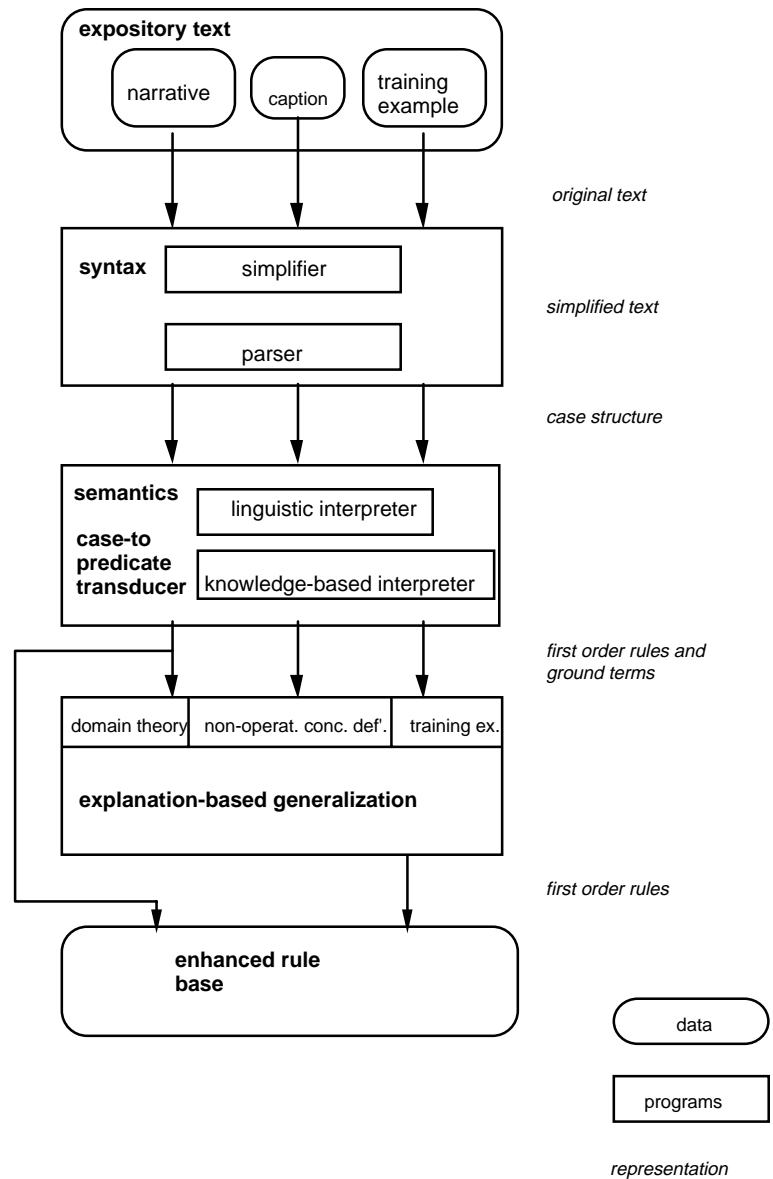 expository text
narrative
caption
training
example
original text
syntax
simplifier
simplified text
parser
case structure
semantics
linguistic interpreter
case-to
predicate
transducer
knowledge-based interpreter
first order rules and
ground terms
domain theory
non-operat. conc. def'.
training ex.
explanation-based generalization
first order rules
enhanced rule
base
data
programs
representation